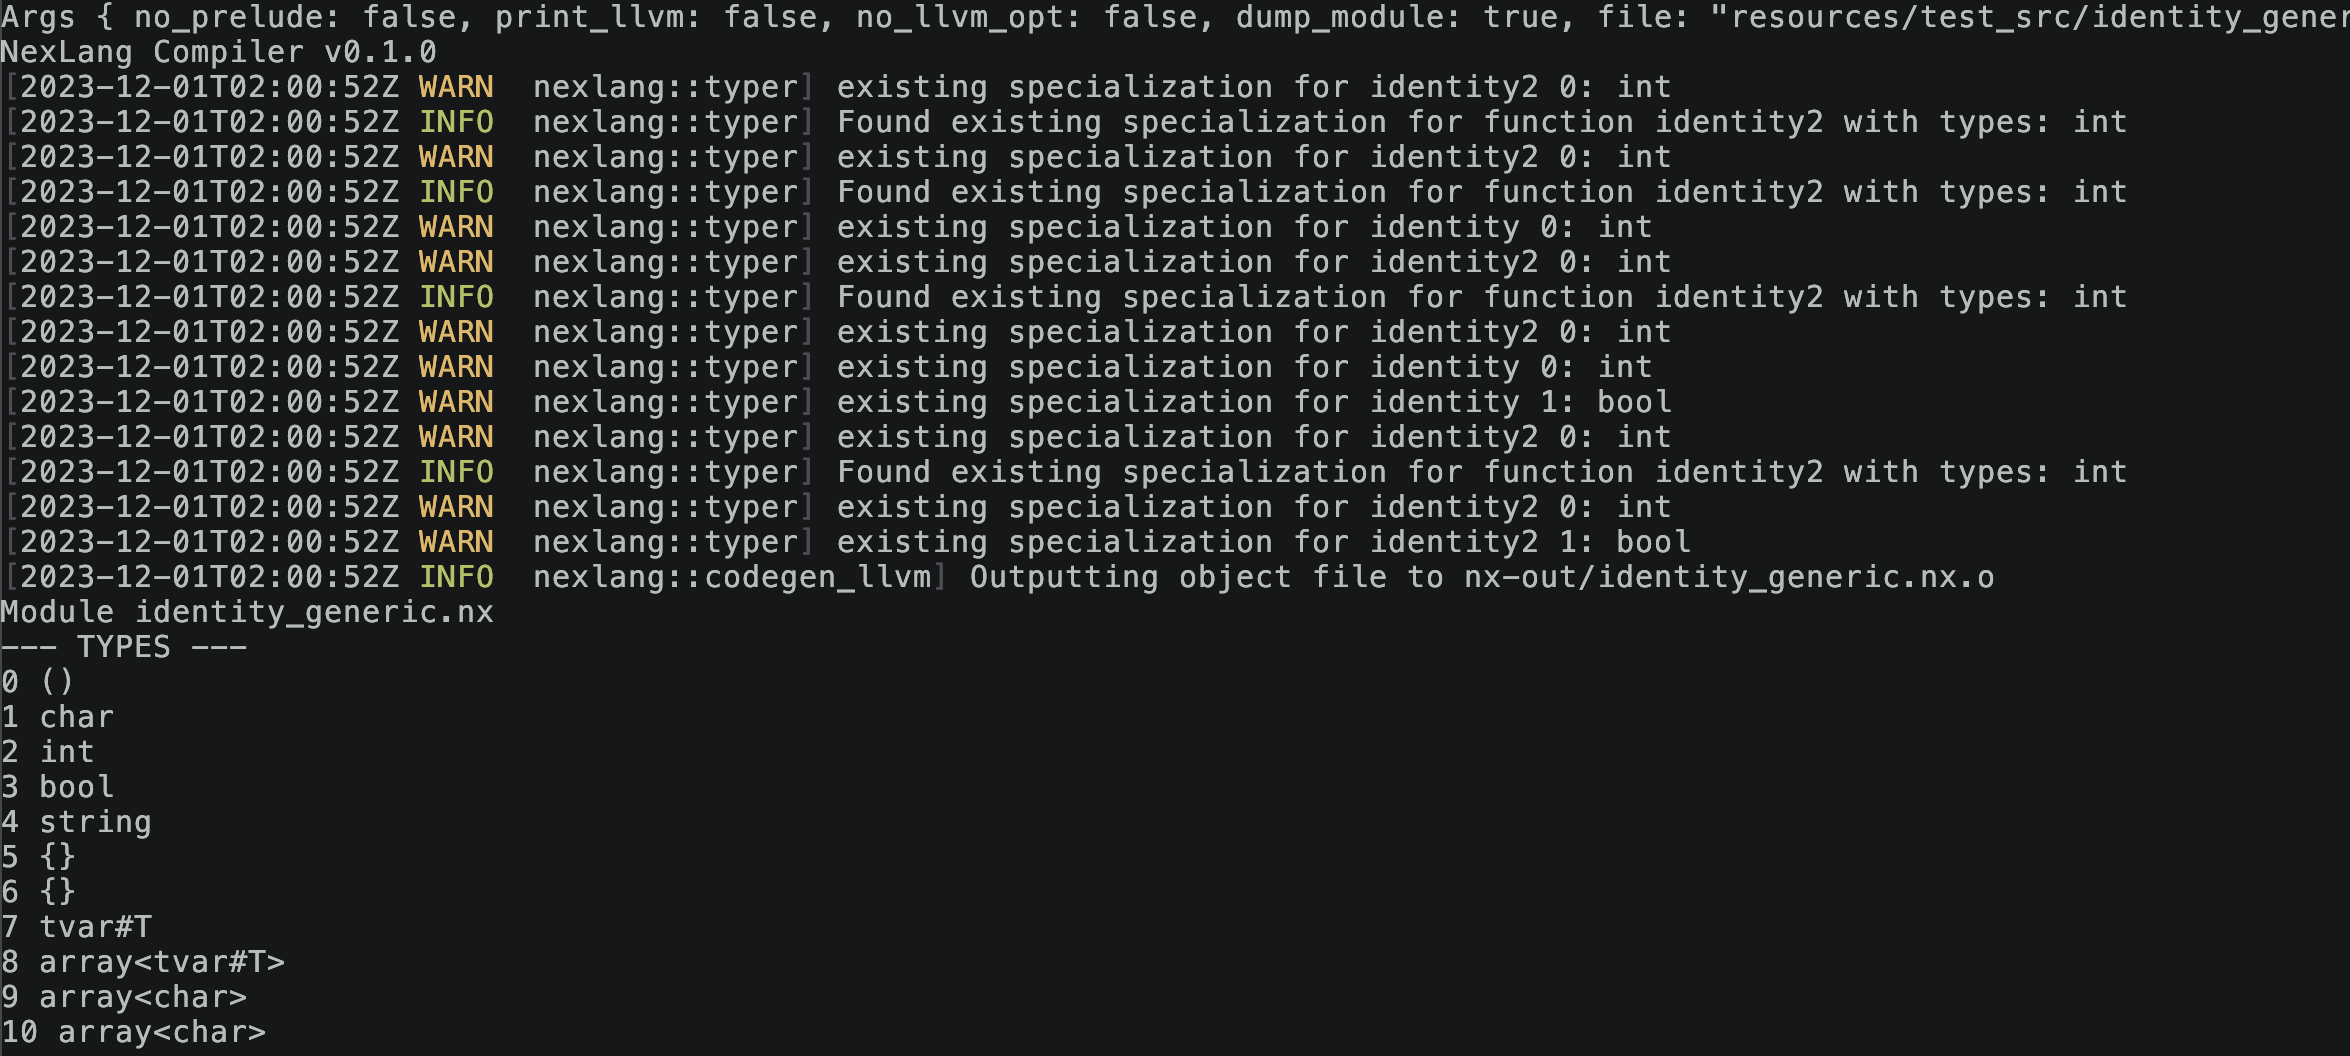 Args { no_prelude: false, print_llvm: false, no_llvm_opt: false, dump_module: true, file: "resources/test_src/identity_gener
NexLang Compiler v0.1.0
[2023-12-01T02:00:52Z WARN  nexlang::typer] existing specialization for identity2 0: int
[2023-12-01T02:00:52Z INFO  nexlang::typer] Found existing specialization for function identity2 with types: int
[2023-12-01T02:00:52Z WARN  nexlang::typer] existing specialization for identity2 0: int
[2023-12-01T02:00:52Z INFO  nexlang::typer] Found existing specialization for function identity2 with types: int
[2023-12-01T02:00:52Z WARN  nexlang::typer] existing specialization for identity 0: int
[2023-12-01T02:00:52Z WARN  nexlang::typer] existing specialization for identity2 0: int
[2023-12-01T02:00:52Z INFO  nexlang::typer] Found existing specialization for function identity2 with types: int
[2023-12-01T02:00:52Z WARN  nexlang::typer] existing specialization for identity2 0: int
[2023-12-01T02:00:52Z WARN  nexlang::typer] existing specialization for identity 0: int
[2023-12-01T02:00:52Z WARN  nexlang::typer] existing specialization for identity 1: bool
[2023-12-01T02:00:52Z WARN  nexlang::typer] existing specialization for identity2 0: int
[2023-12-01T02:00:52Z INFO  nexlang::typer] Found existing specialization for function identity2 with types: int
[2023-12-01T02:00:52Z WARN  nexlang::typer] existing specialization for identity2 0: int
[2023-12-01T02:00:52Z WARN  nexlang::typer] existing specialization for identity2 1: bool
[2023-12-01T02:00:52Z INFO  nexlang::codegen_llvm] Outputting object file to nx-out/identity_generic.nx.o
Module identity_generic.nx
--- TYPES ---
0 ()
1 char
2 int
3 bool
4 string
5 {}
6 {}
7 tvar#T
8 array<tvar#T>
9 array<char>
10 array<char>